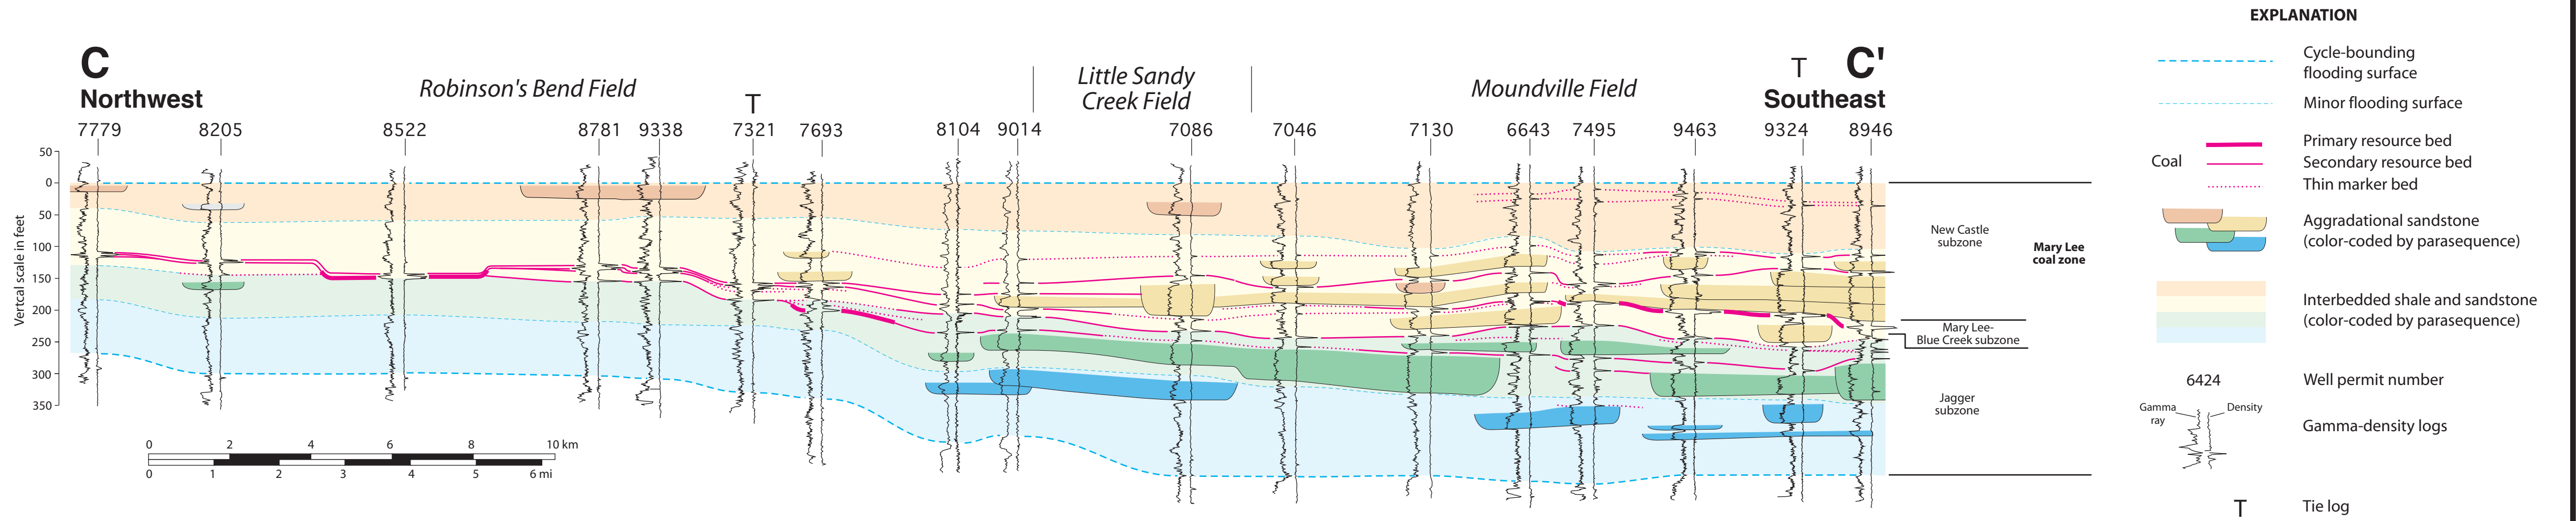 C
Northwest
Robinson's Bend Field
Little Sandy
Creek Field
Moundville Field
T
T
C'
Southeast
7779 8205 8522 8781 9338 7321 7693 8104 9014 7086 7046 7130 6643 7495 9463 9324 8946
Vertcal scale in feet
50
0
50
100
150
200
250
300
350
0 2 4 6 8 10 km
0 1 2 3 4 5 6 mi
New Castle
subzone
Mary Lee
coal zone
Mary Lee-
Blue Creek subzone
Jagger
subzone
EXPLANATION
Cycle-bounding
flooding surface
Minor flooding surface
Coal
Primary resource bed
Secondary resource bed
Thin marker bed
Aggradational sandstone
(color-coded by parasequence)
Interbedded shale and sandstone
(color-coded by parasequence)
6424 Well permit number
Gamma
ray
Density
Gamma-density logs
T Tie log